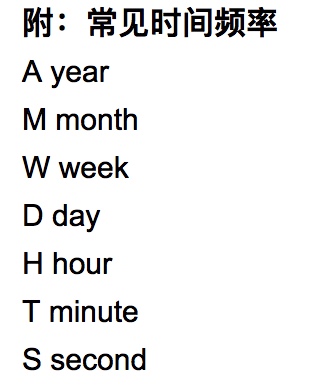 附：常见时间频率
A year
M month
W week
D day
H hour
T minute
S second